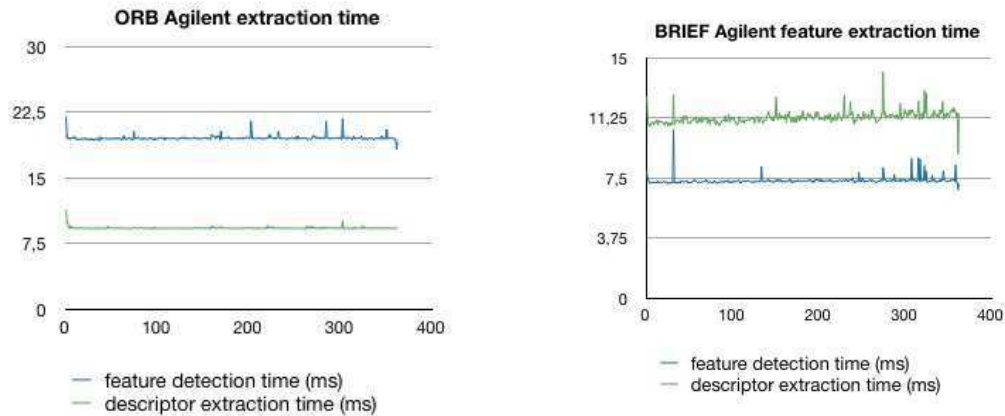 ORB Agilent extraction time
30
22,5
15
7,5
0
0 100 200 300 400
feature detection time (ms)
descriptor extraction time (ms)
BRIEF Agilent feature extraction time
15
11,25
7,5
3,75
0
0 100 200 300 400
feature detection time (ms)
descriptor extraction time (ms)